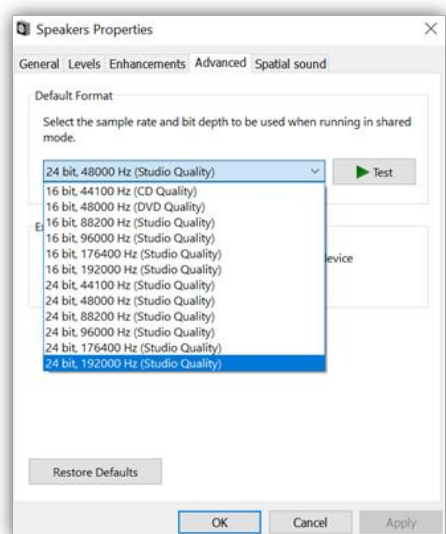 Speakers Properties
General Levels Enhancements Advanced Spatial sound
Default Format
Select the sample rate and bit depth to be used when running in shared
mode.
24 bit, 48000 Hz (Studio Quality)
Test
16 bit, 44100 Hz (CD Quality)
16 bit, 48000 Hz (DVD Quality)
16 bit, 88200 Hz (Studio Quality)
16 bit, 96000 Hz (Studio Quality)
16 bit, 176400 Hz (Studio Quality)
16 bit, 192000 Hz (Studio Quality)
24 bit, 44100 Hz (Studio Quality)
24 bit, 48000 Hz (Studio Quality)
24 bit, 88200 Hz (Studio Quality)
24 bit, 96000 Hz (Studio Quality)
24 bit, 176400 Hz (Studio Quality)
24 bit, 192000 Hz (Studio Quality)
Restore Defaults
OK Cancel Apply